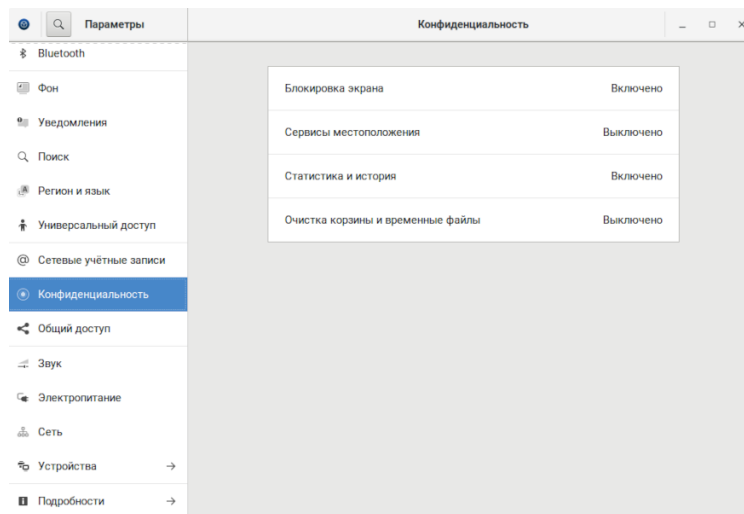 Параметры
Конфиденциальность
Bluetooth
Фон
Уведомления
Поиск
Регион и язык
Универсальный доступ
Сетевые учётные записи
Конфиденциальность
Общий доступ
Звук
Электропитание
Сеть
Устройства
Подробности
Блокировка экрана Включено
Сервисы местоположения Выключено
Статистика и история Включено
Очистка корзины и временные файлы Выключено